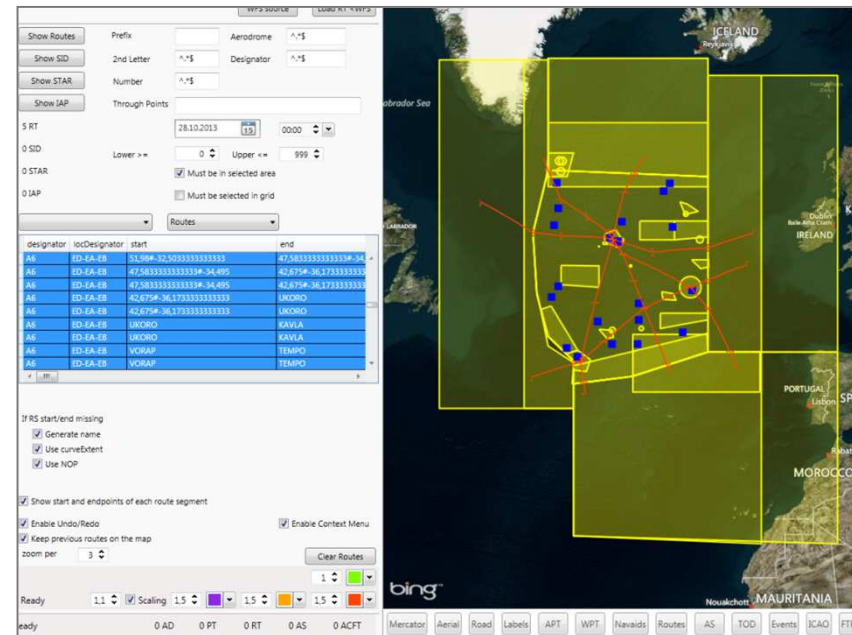 WFS source Load RT <WFS
Show Routes Prefix Aerodrome ^.*$
Show SID 2nd Letter ^.*$ Designator ^.*$
Show STAR Number ^.*$
Show IAP Through Points
5 RT 28.10.2013 15 00:00
0 SID Lower >= 0 Upper <= 999
0 STAR Must be in selected area
0 IAP Must be selected in grid
Routes
designator locDesignator start end
A6 ED-EA-EB 51,98#-32,5033333333333 47,5833333333333#-34,
A6 ED-EA-EB 47,5833333333333#-34,495 42,675#-36,1733333333333
A6 ED-EA-EB 47,5833333333333#-34,495 42,675#-36,1733333333333
A6 ED-EA-EB 42,675#-36,1733333333333 UKORO
A6 ED-EA-EB 42,675#-36,1733333333333 UKORO
A6 ED-EA-EB UKORO KAVLA
A6 ED-EA-EB UKORO KAVLA
A6 ED-EA-EB VORAP TEMPO
A6 ED-EA-EB VORAP TEMPO
If RS start/end missing
Generate name
Use curveExtent
Use NOP
Show start and endpoints of each route segment
Enable Undo/Redo Enable Context Menu
Keep previous routes on the map
zoom per 3 Clear Routes
1
Ready 1,1 Scaling 1,5 1,5 1,5
eady 0 AD 0 PT 0 RT 0 AS 0 ACFT
ICELAND
Reykjavik
abrador Sea
LABRADOR
Dublin
Baile Átha Cliath
IRELAND
PORTUGAL
Lisbon
SP
Rabat
MOROCCO
Nouakchott MAURITANIA
bing
Mercator Aerial Road Labels APT WPT Navaids Routes AS TOD Events ICAO FT